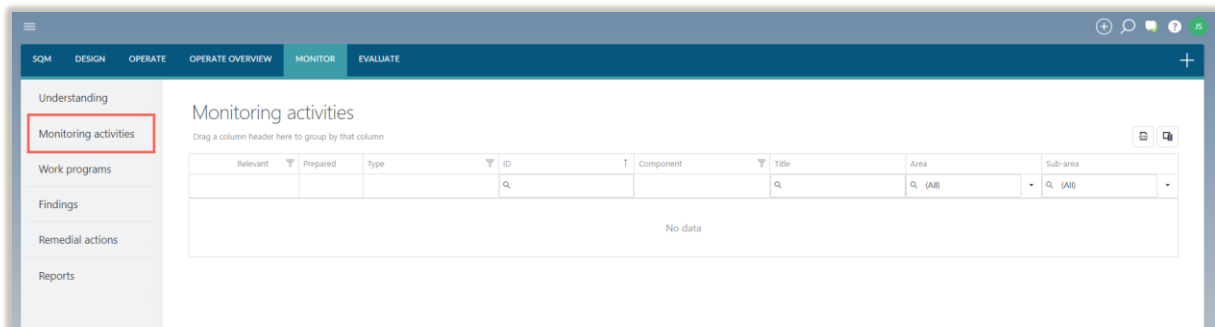 JS
SQM DESIGN OPERATE OPERATE OVERVIEW MONITOR EVALUATE
Understanding
Monitoring activities
Work programs
Findings
Remedial actions
Reports
Monitoring activities
Drag a column header here to group by that column
Relevant Prepared Type ID Component Title Area Sub-area
(All) (All)
No data